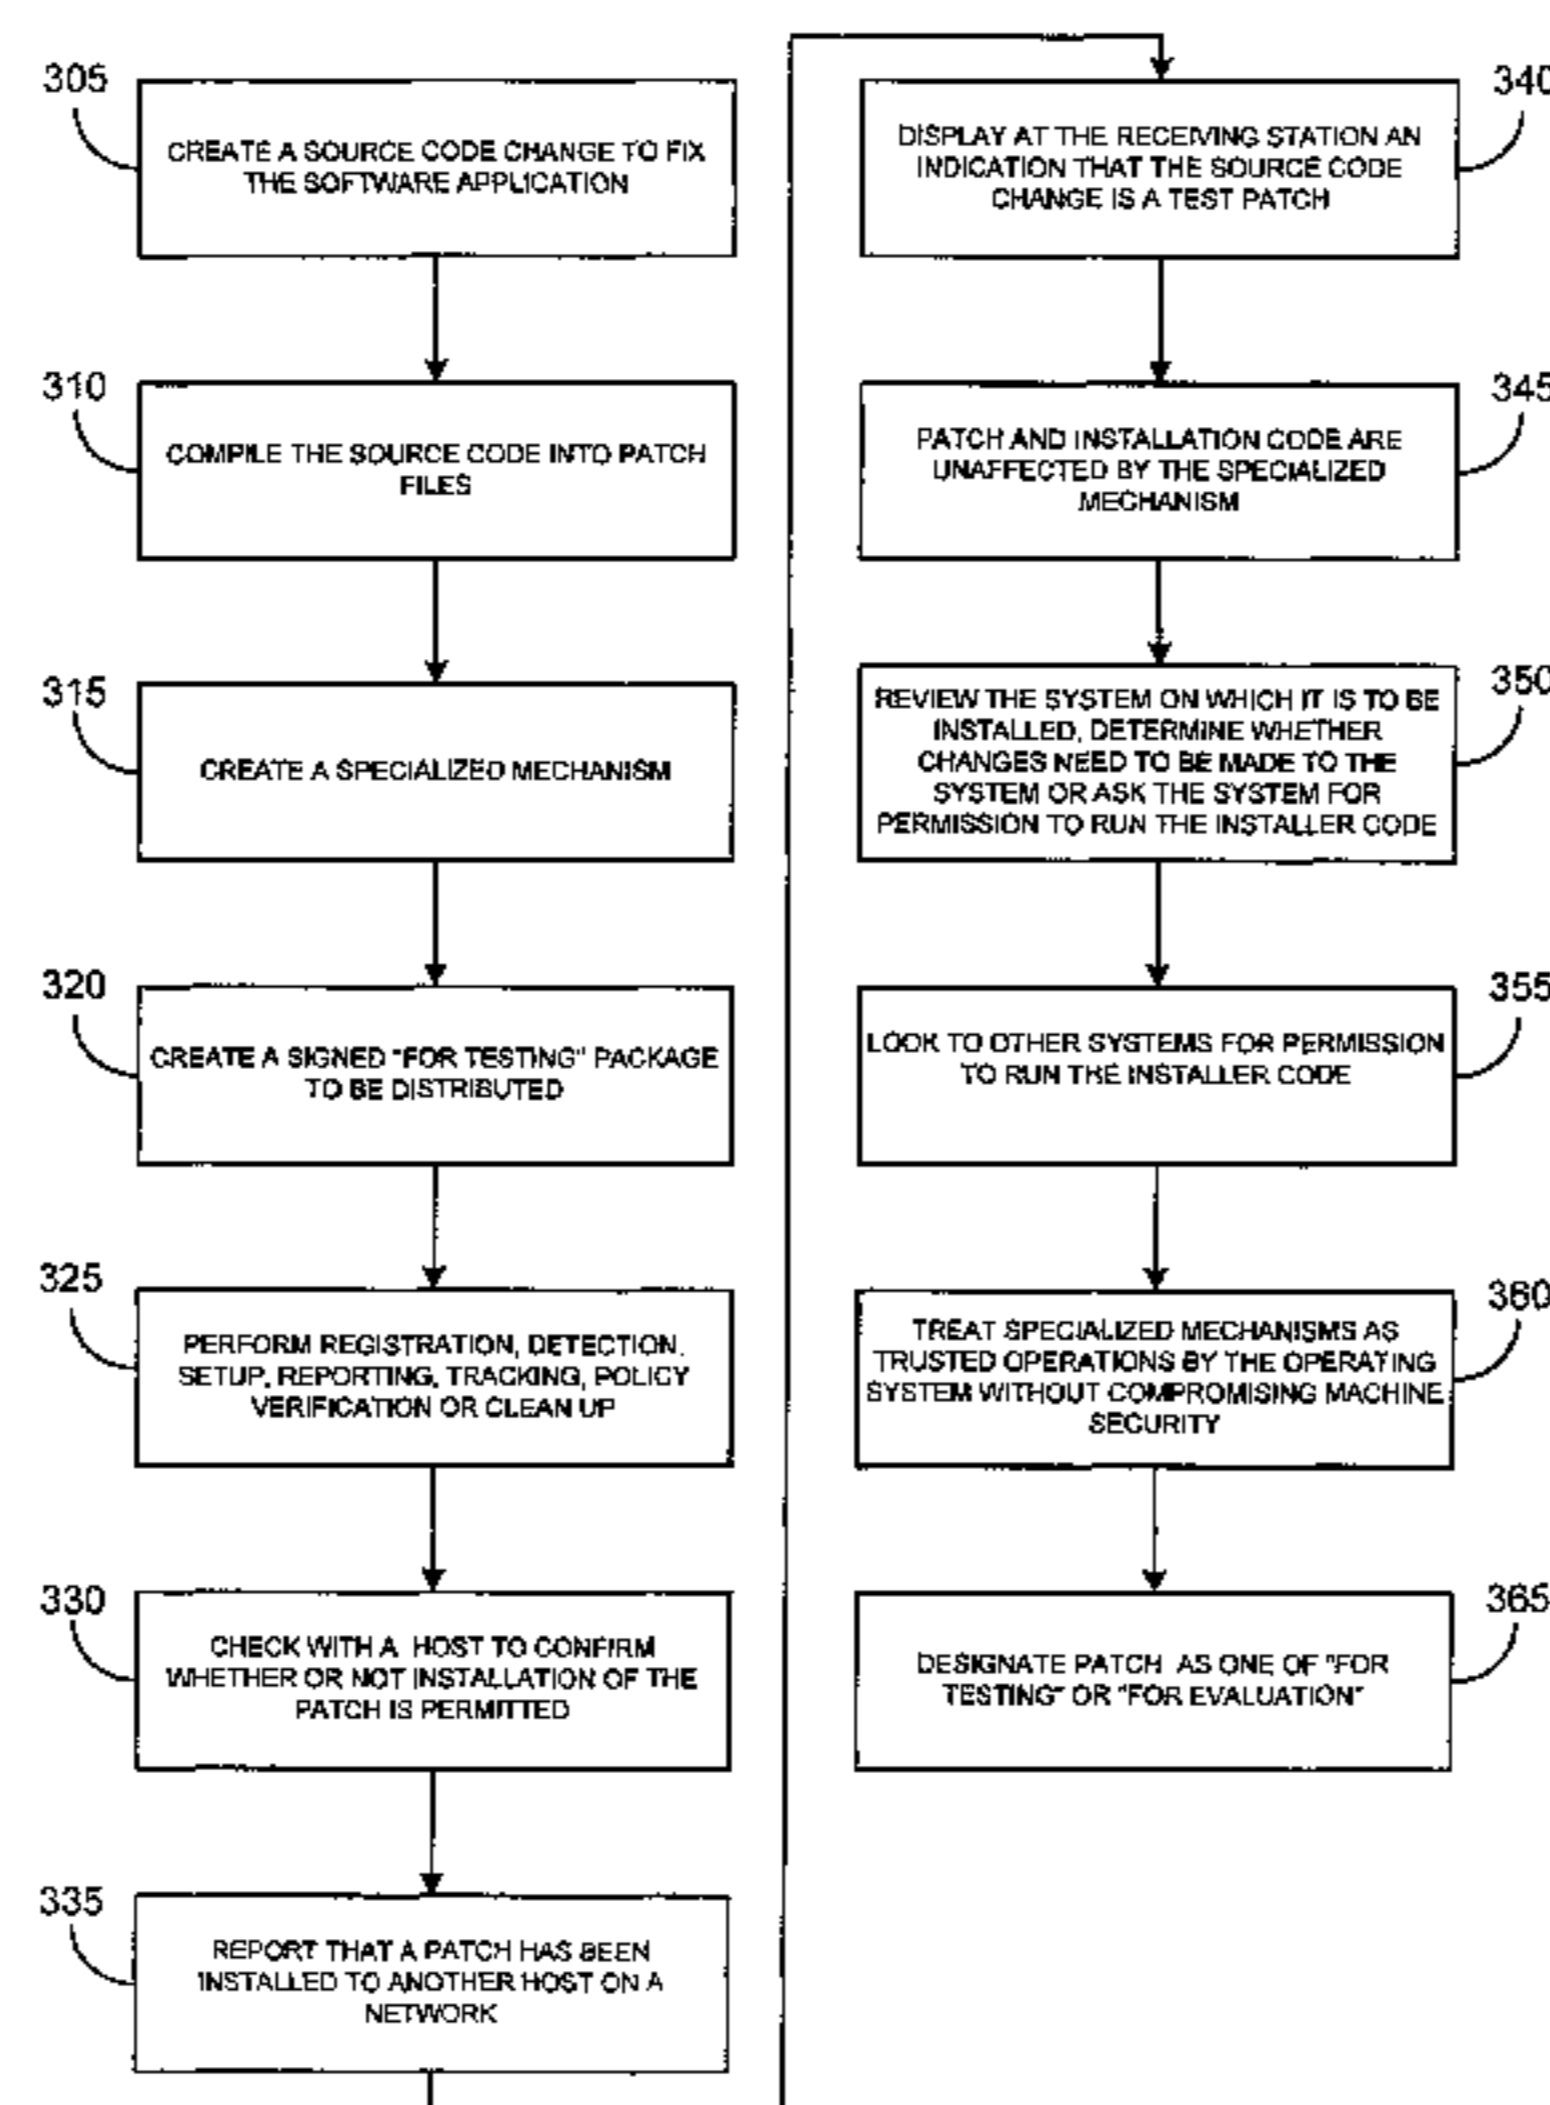 305
CREATE A SOURCE CODE CHANGE TO FIX
THE SOFTWARE APPLICATION
310
COMPILE THE SOURCE CODE INTO PATCH
FILES
315
CREATE A SPECIALIZED MECHANISM
320
CREATE A SIGNED "FOR TESTING" PACKAGE
TO BE DISTRIBUTED
325
PERFORM REGISTRATION, DETECTION,
SETUP, REPORTING, TRACKING, POLICY
VERIFICATION OR CLEAN UP
330
CHECK WITH A HOST TO CONFIRM
WHETHER OR NOT INSTALLATION OF THE
PATCH IS PERMITTED
335
REPORT THAT A PATCH HAS BEEN
INSTALLED TO ANOTHER HOST ON A
NETWORK
340
DISPLAY AT THE RECEIVING STATION AN
INDICATION THAT THE SOURCE CODE
CHANGE IS A TEST PATCH
345
PATCH AND INSTALLATION CODE ARE
UNAFFECTED BY THE SPECIALIZED
MECHANISM
350
REVIEW THE SYSTEM ON WHICH IT IS TO BE
INSTALLED, DETERMINE WHETHER
CHANGES NEED TO BE MADE TO THE
SYSTEM OR ASK THE SYSTEM FOR
PERMISSION TO RUN THE INSTALLER CODE
355
LOOK TO OTHER SYSTEMS FOR PERMISSION
TO RUN THE INSTALLER CODE
360
TREAT SPECIALIZED MECHANISMS AS
TRUSTED OPERATIONS BY THE OPERATING
SYSTEM WITHOUT COMPROMISING MACHINE
SECURITY
365
DESIGNATE PATCH AS ONE OF "FOR
TESTING" OR "FOR EVALUATION"